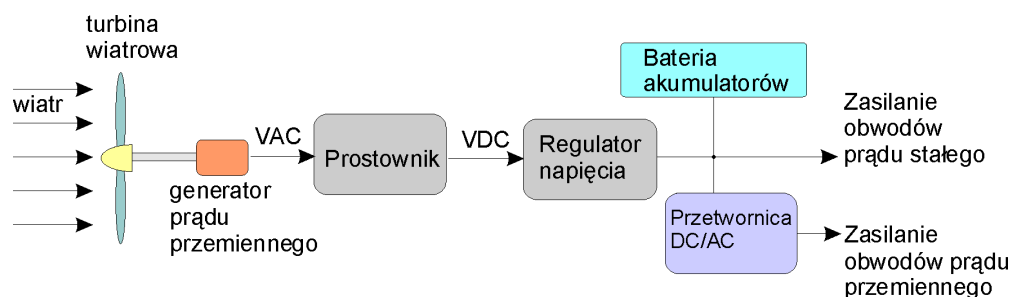 turbina
wiatrowa
wiatr
generator
prądu
przemiennego
VAC
Prostownik
VDC
Regulator
napięcia
Bateria
akumulatorów
Zasilanie
obwodów
prądu stałego
Przetwornica
DC/AC
Zasilanie
obwodów prądu
przemiennego